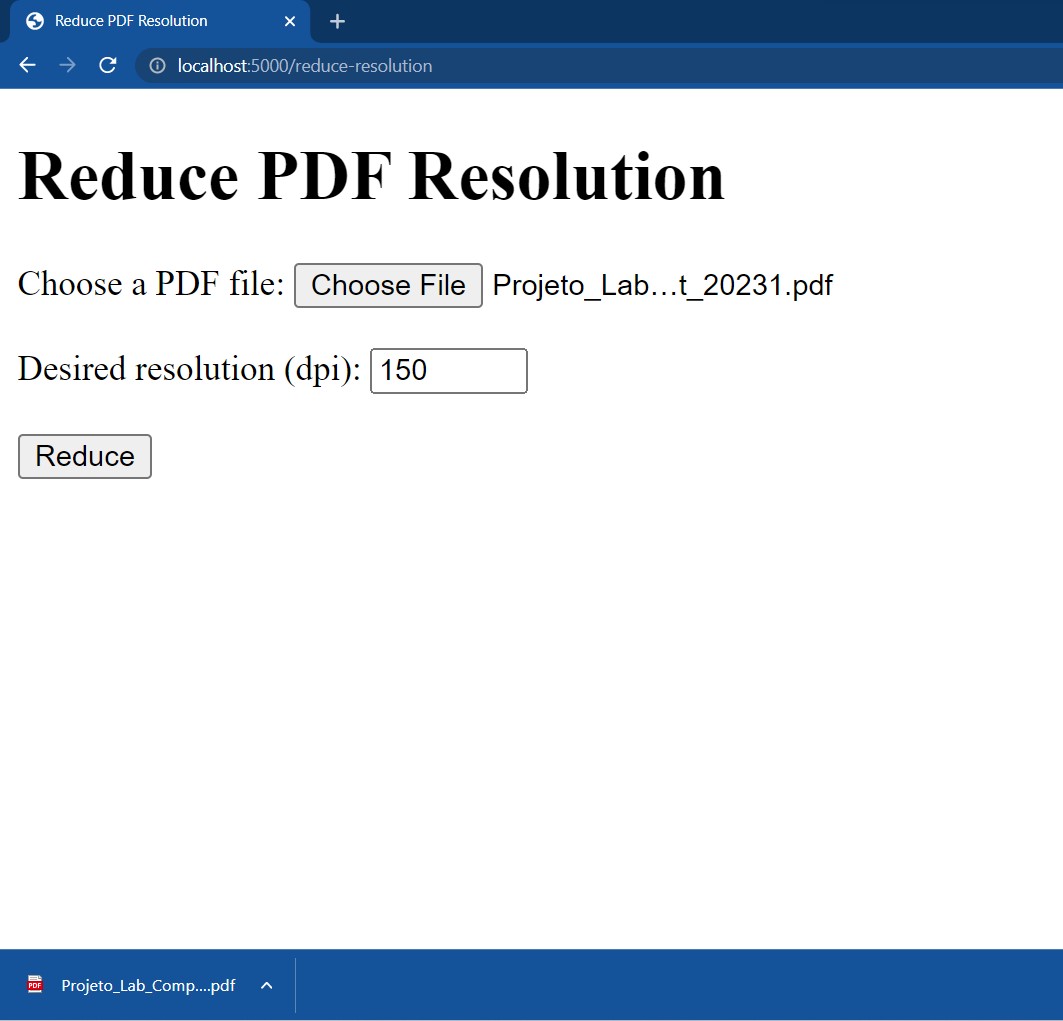 Reduce PDF Resolution
localhost:5000/reduce-resolution
Reduce PDF Resolution
Choose a PDF file: Choose File Projeto_Lab...t_20231.pdf
Desired resolution (dpi): 150
Reduce
PDF Projeto_Lab_Comp....pdf